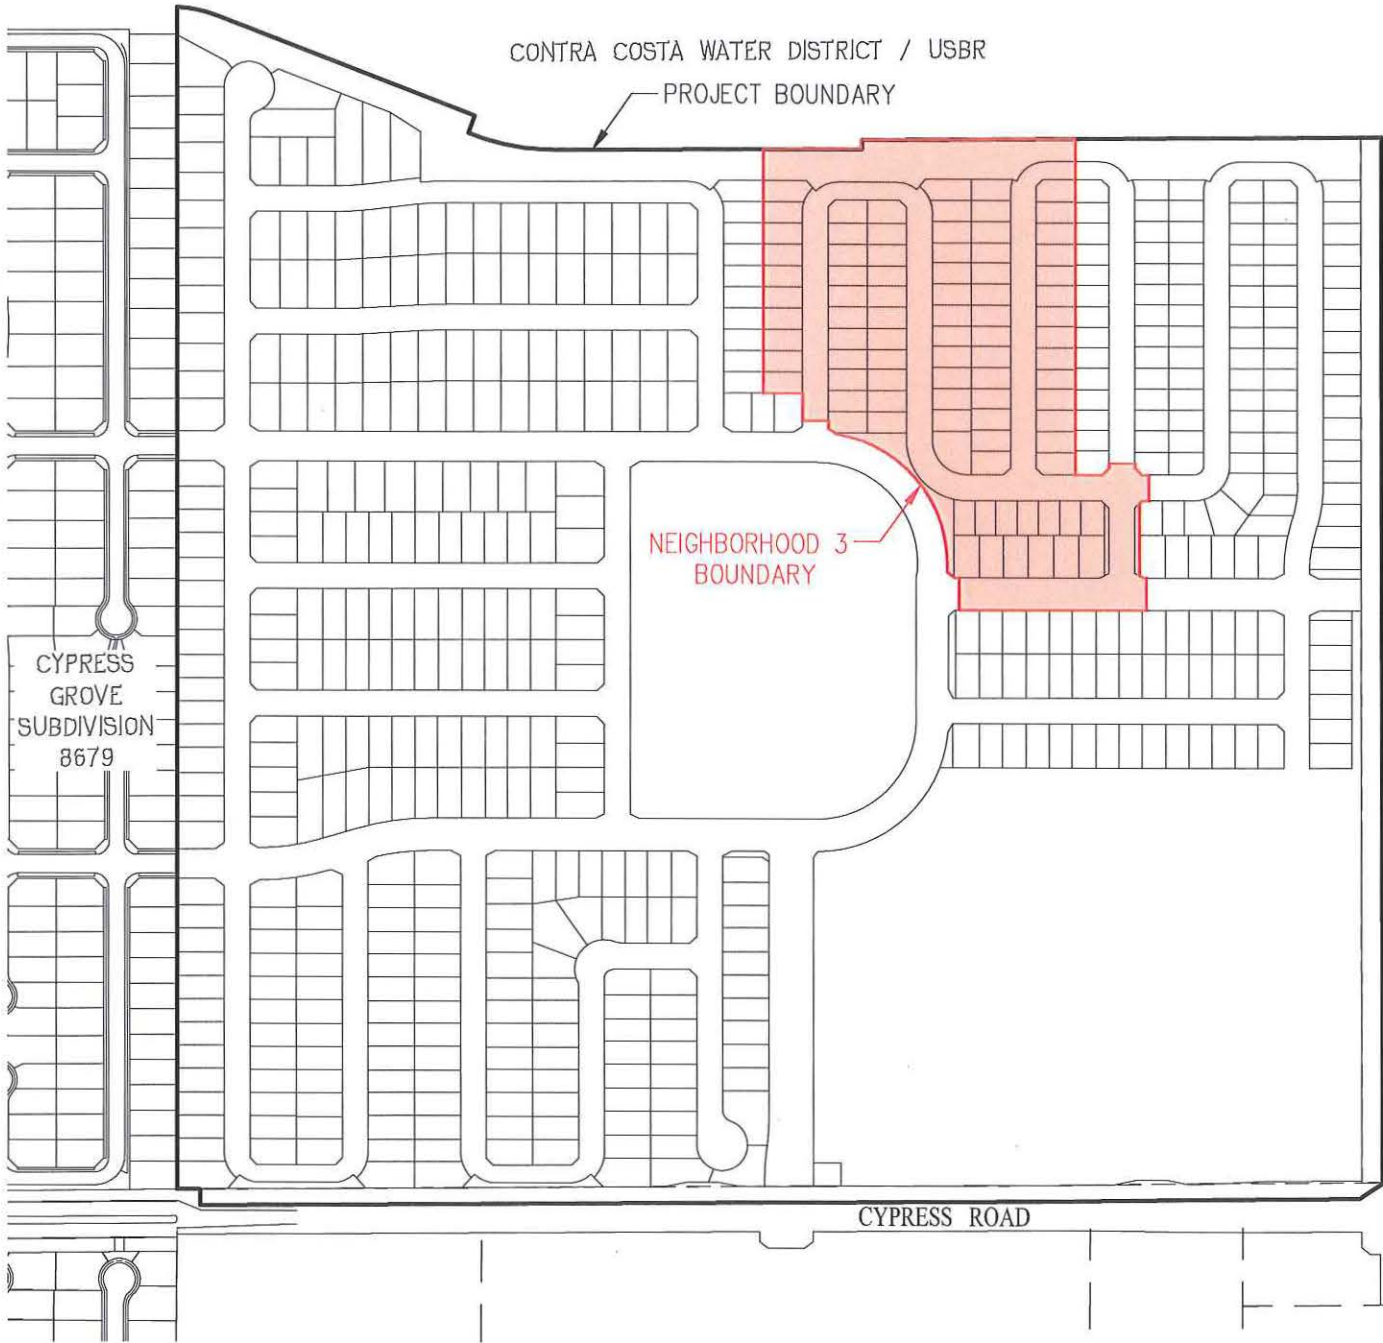 CONTRA COSTA WATER DISTRICT / USBR
PROJECT BOUNDARY
NEIGHBORHOOD 3
BOUNDARY
CYPRESS
GROVE
SUBDIVISION
8679
CYPRESS ROAD